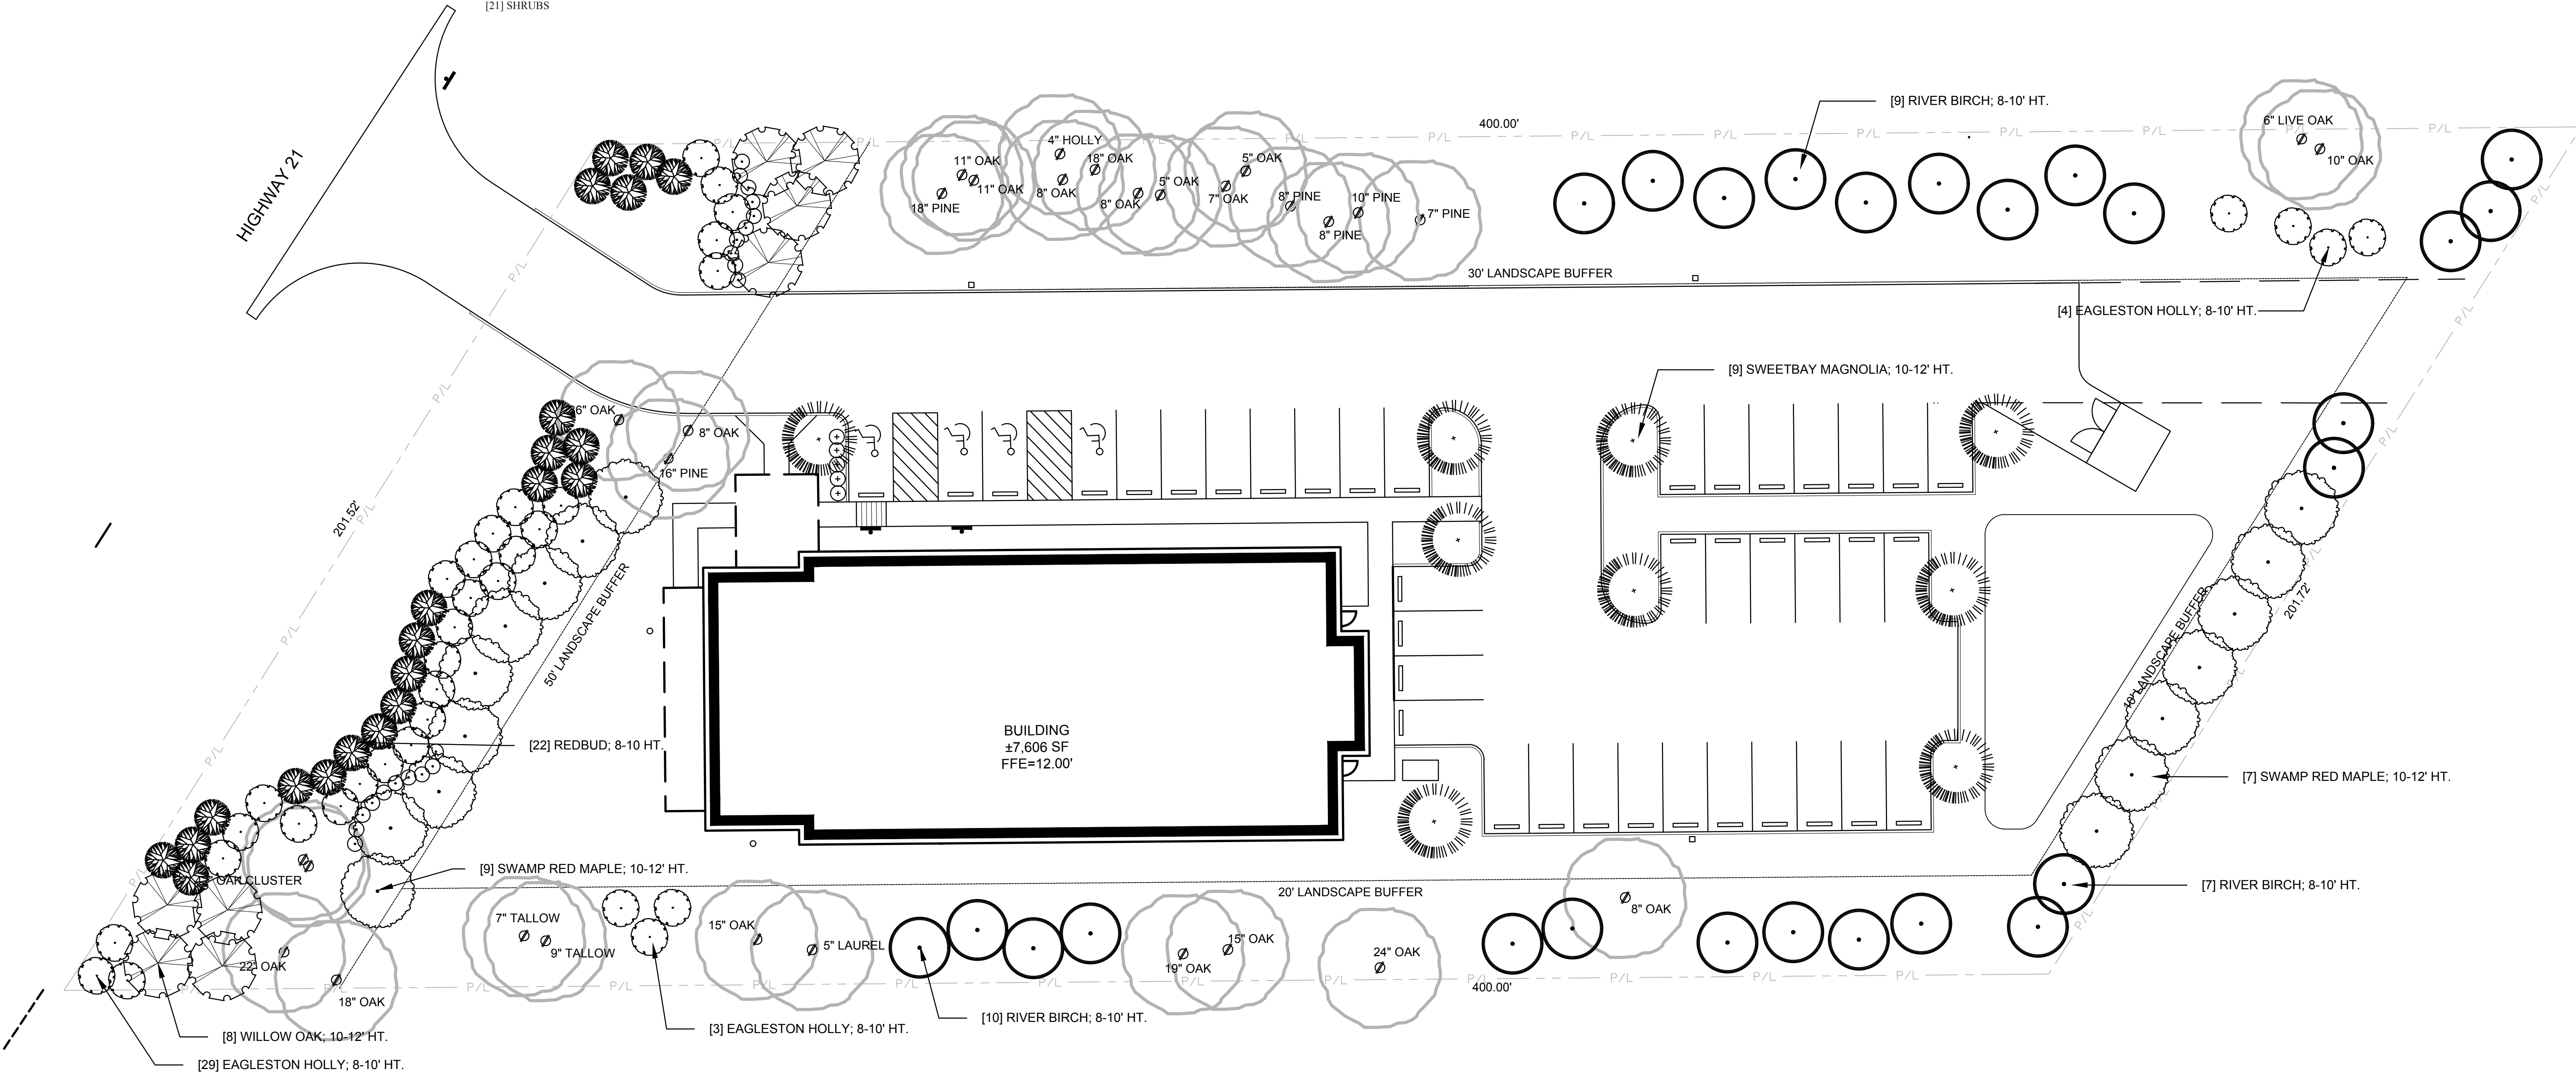 [21] SHRUBS
HIGHWAY 21
P/L
P/L
400.00'
P/L
P/L
P/L
P/L
P/L
P/L
P/L
P/L
[9] RIVER BIRCH; 8-10' HT.
6" LIVE OAK
10" OAK
4" HOLLY
11" OAK
18" OAK
5" OAK
11" OAK
8" OAK
5" OAK
18" PINE
8" OAK
7" OAK
8" PINE
10" PINE
8" PINE
7" PINE
30' LANDSCAPE BUFFER
[4] EAGLESTON HOLLY; 8-10' HT.
[9] SWEETBAY MAGNOLIA; 10-12' HT.
P/L
P/L
P/L
P/L
P/L
P/L
P/L
P/L
P/L
P/L
P/L
P/L
P/L
201.52'
26" OAK
8" OAK
16" PINE
50' LANDSCAPE BUFFER
10' LANDSCAPE BUFFER
201.72'
BUILDING
±7,606 SF
FFE=12.00'
[22] REDBUD; 8-10 HT.
[7] SWAMP RED MAPLE; 10-12' HT.
[9] SWAMP RED MAPLE; 10-12' HT.
OAK CLUSTER
20' LANDSCAPE BUFFER
[7] RIVER BIRCH; 8-10' HT.
7" TALLOW
9" TALLOW
15" OAK
5" LAUREL
15" OAK
19" OAK
24" OAK
8" OAK
22" OAK
18" OAK
P/L
P/L
P/L
P/L
P/L
P/L
P/L
P/L
P/L
P/L
P/L
P/L
P/L
400.00'
[10] RIVER BIRCH; 8-10' HT.
[3] EAGLESTON HOLLY; 8-10' HT.
[8] WILLOW OAK; 10-12' HT.
[29] EAGLESTON HOLLY; 8-10' HT.